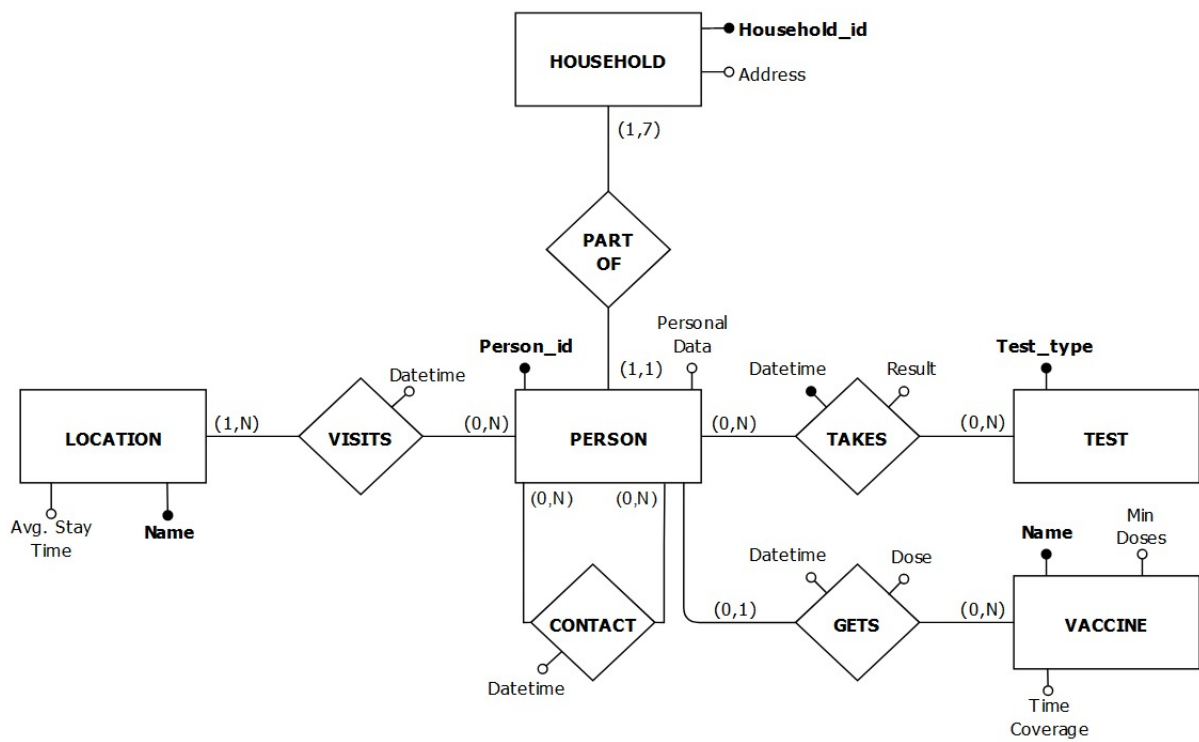 Household_id
HOUSEHOLD
Address
(1,7)
PART
OF
Personal
Data
Person_id
(1,1)
Test_type
Datetime
Datetime
Result
LOCATION
(1,N)
VISITS
(0,N)
PERSON
(0,N)
TAKES
(0,N)
TEST
Avg. Stay
Time
Name
(0,N)
(0,N)
Name
Min
Doses
Datetime
Dose
CONTACT
(0,1)
GETS
(0,N)
VACCINE
Datetime
Time
Coverage